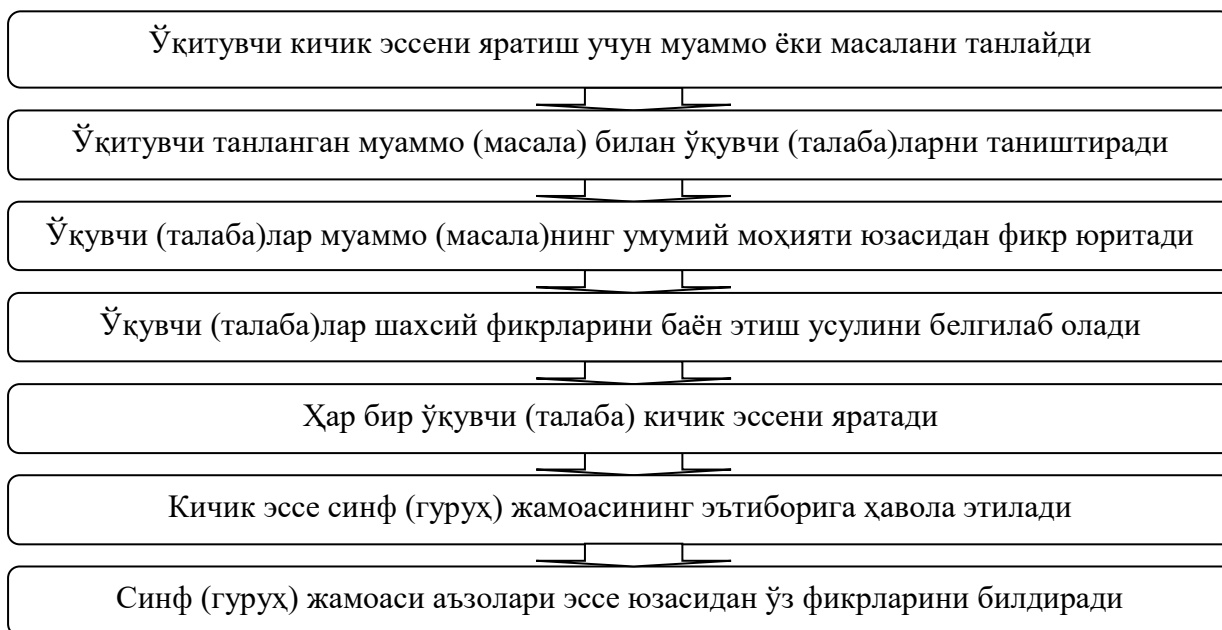 Ўқитувчи кичик эссени яратиш учун муаммо ёки масалани танлайди
Ўқитувчи танланган муаммо (масала) билан ўқувчи (талаба)ларни таништиради
Ўқувчи (талаба)лар муаммо (масала)нинг умумий моҳияти юзасидан фикр юритади
Ўқувчи (талаба)лар шахсий фикрларини баён этиш усулини белгилаб олади
Ҳар бир ўқувчи (талаба) кичик эссени яратади
Кичик эссе синф (гуруҳ) жамоасининг эътиборига ҳавола этилади
Синф (гуруҳ) жамоаси аъзолари эссе юзасидан ўз фикрларини билдиради